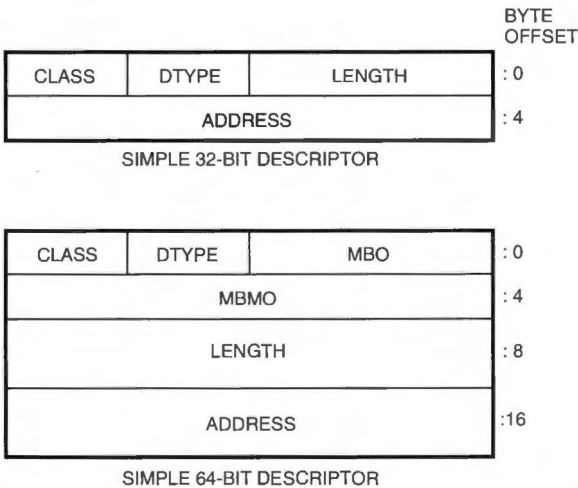 BYTE
OFFSET
CLASS DTYPE LENGTH : 0
ADDRESS : 4
SIMPLE 32-BIT DESCRIPTOR
CLASS DTYPE MBO : 0
MBMO : 4
LENGTH : 8
ADDRESS :16
SIMPLE 64-BIT DESCRIPTOR